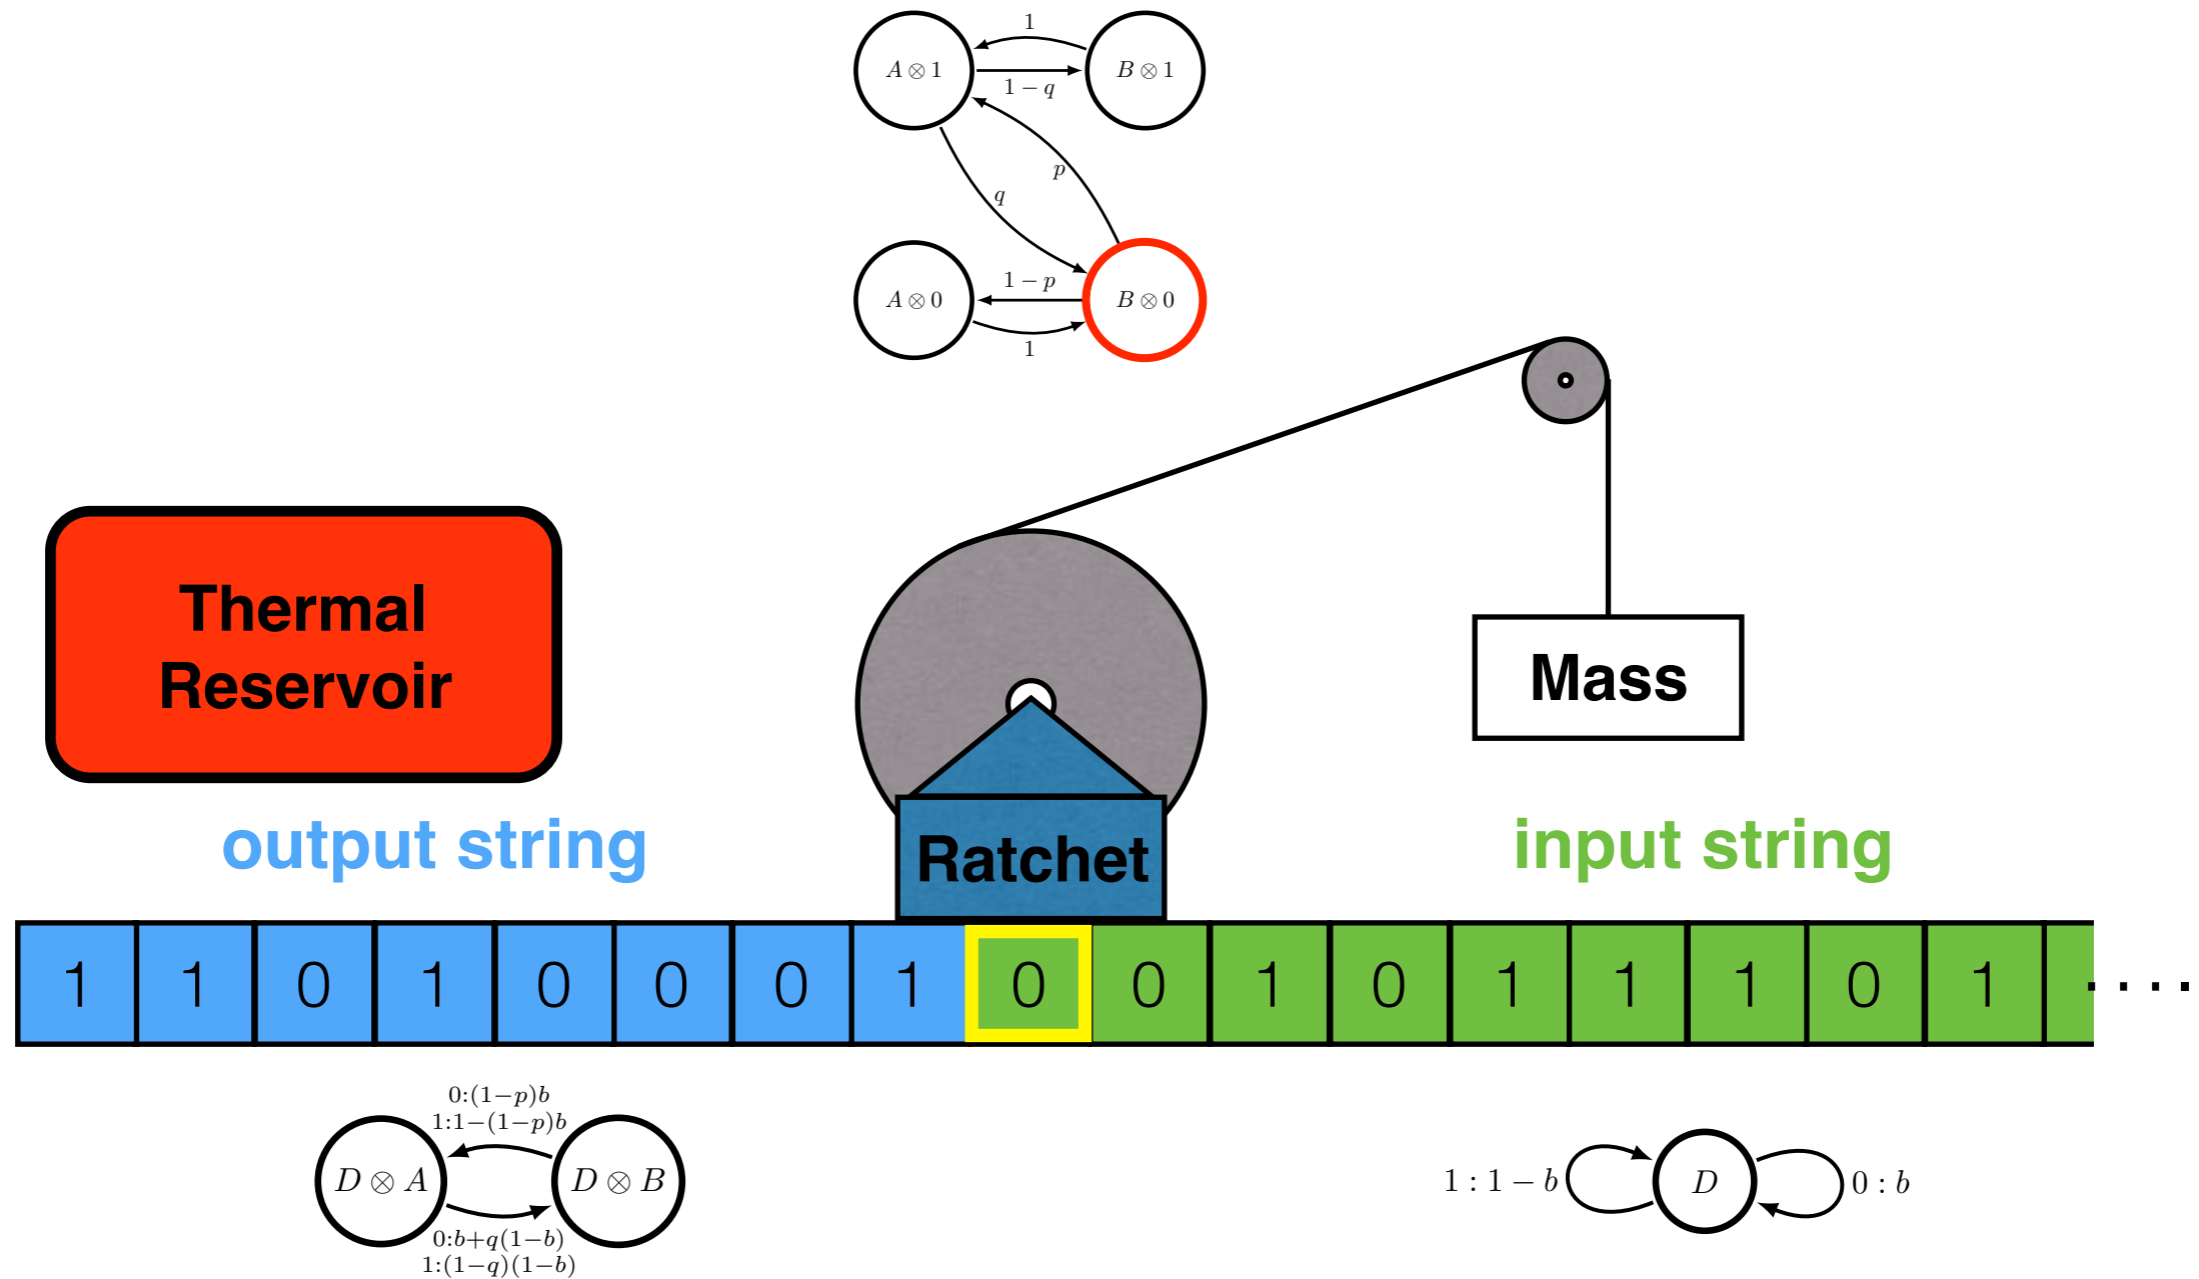 1
A ⊗ 1
B ⊗ 1
1 − q
p
q
1 − p
A ⊗ 0
B ⊗ 0
1
Thermal
Reservoir
Mass
output string
Ratchet
input string
1 1 0 1 0 0 0 1 0 0 1 0 1 1 1 0 1 ....
0:(1−p)b
1:1−(1−p)b
D ⊗ A
D ⊗ B
0:b+q(1−b)
1:(1−q)(1−b)
1 : 1 − b
D
0 : b